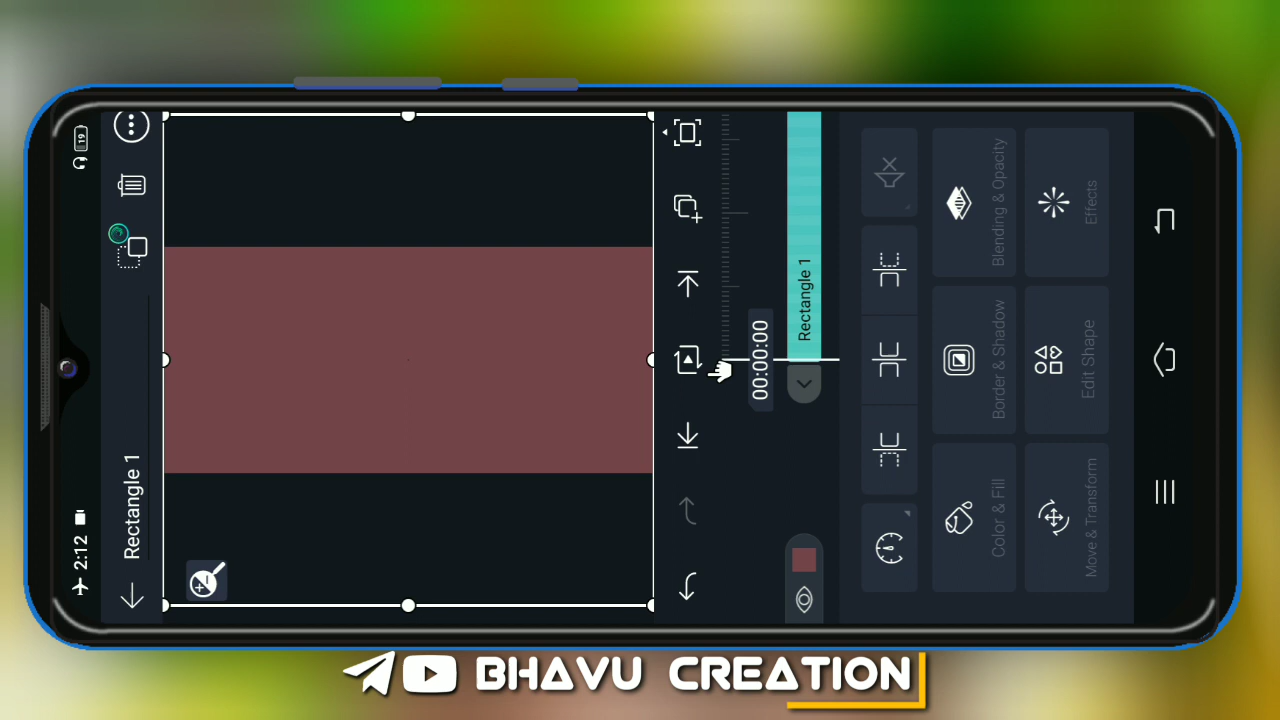 2:12
19
Rectangle 1
00:00:00
Rectangle 1
Blending & Opacity
Effects
Border & Shadow
Edit Shape
Color & Fill
Move & Transform
BHAVU CREATION